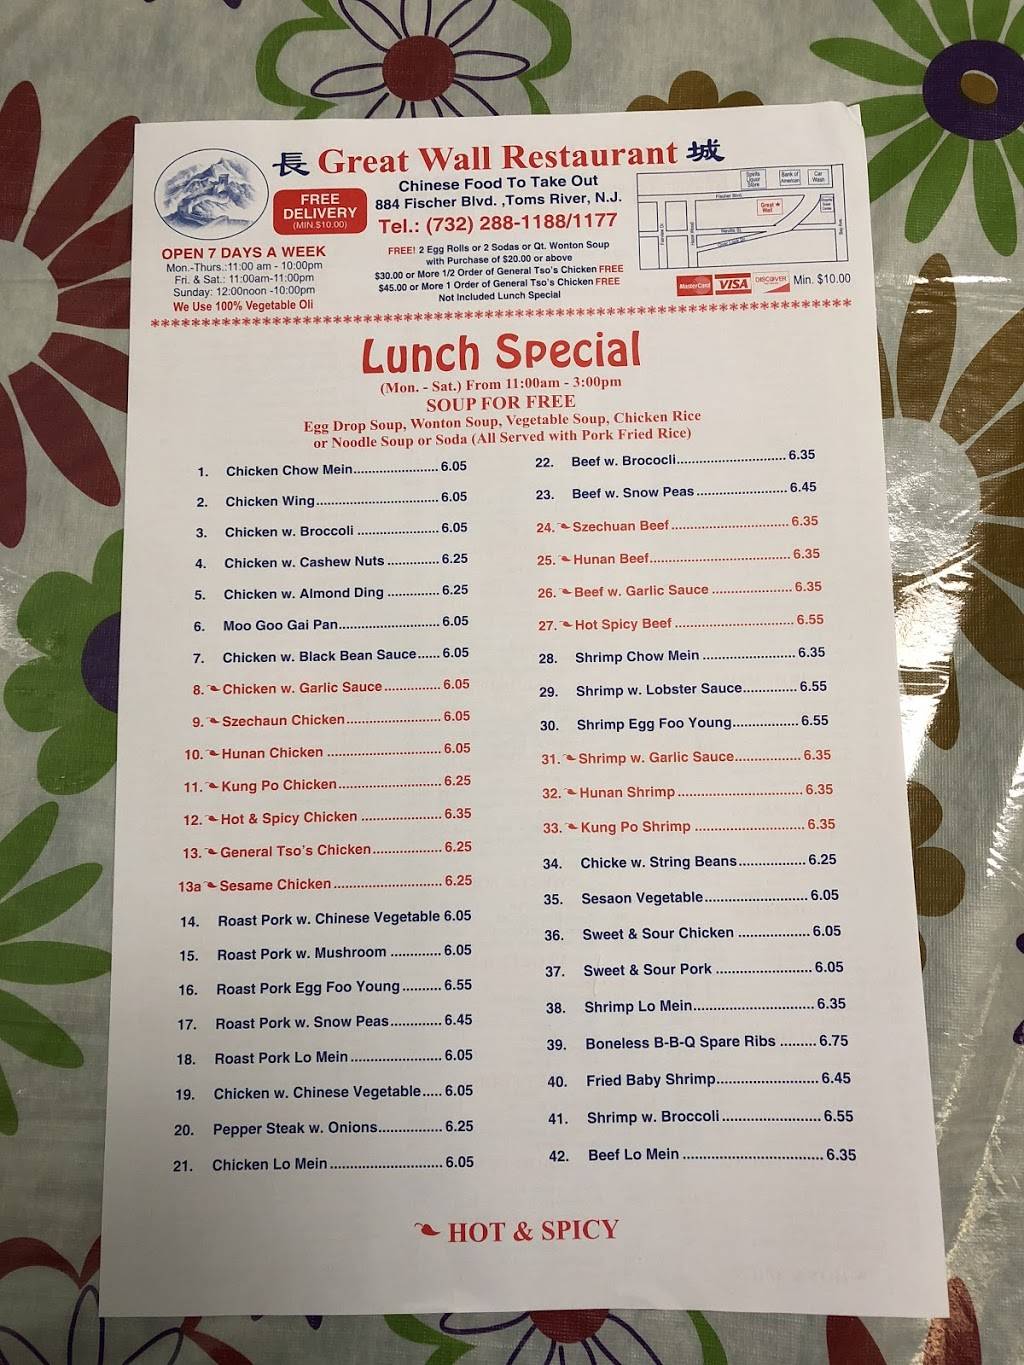 長 Great Wall Restaurant 城
Chinese Food To Take Out
884 Fischer Blvd. ,Toms River, N.J.
Tel.: (732) 288-1188/1177
FREE
DELIVERY
(MIN.$10.00)
OPEN 7 DAYS A WEEK
Mon.-Thurs.:11:00 am - 10:00pm
Fri. & Sat.: 11:00am-11:00pm
Sunday: 12:00noon -10:00pm
We Use 100% Vegetable Oli
FREE! 2 Egg Rolls or 2 Sodas or Qt. Wonton Soup
with Purchase of $20.00 or above
$30.00 or More 1/2 Order of General Tso's Chicken FREE
$45.00 or More 1 Order of General Tso's Chicken FREE
Not Included Lunch Special
Spirits
Liquor
Store
Bank of
American
Car
Wash
Fischer Blvd.
Great ★
Wall
Bay Ave.
MasterCard VISA DISCOVER Min. $10.00
Lunch Special
(Mon. - Sat.) From 11:00am - 3:00pm
SOUP FOR FREE
Egg Drop Soup, Wonton Soup, Vegetable Soup, Chicken Rice
or Noodle Soup or Soda (All Served with Pork Fried Rice)
1. Chicken Chow Mein........................ 6.05
2. Chicken Wing.................................. 6.05
3. Chicken w. Broccoli ....................... 6.05
4. Chicken w. Cashew Nuts .............. 6.25
5. Chicken w. Almond Ding .............. 6.25
6. Moo Goo Gai Pan............................ 6.05
7. Chicken w. Black Bean Sauce...... 6.05
8. Chicken w. Garlic Sauce............... 6.05
9. Szechaun Chicken.......................... 6.05
10. Hunan Chicken .............................. 6.05
11. Kung Po Chicken............................ 6.25
12. Hot & Spicy Chicken ...................... 6.35
13. General Tso's Chicken................... 6.25
13a Sesame Chicken.............................. 6.25
14. Roast Pork w. Chinese Vegetable 6.05
15. Roast Pork w. Mushroom .............. 6.05
16. Roast Pork Egg Foo Young........... 6.55
17. Roast Pork w. Snow Peas.............. 6.45
18. Roast Pork Lo Mein........................ 6.05
19. Chicken w. Chinese Vegetable..... 6.05
20. Pepper Steak w. Onions................. 6.25
21. Chicken Lo Mein.............................. 6.05
22. Beef w. Brococli.............................. 6.35
23. Beef w. Snow Peas......................... 6.45
24. Szechuan Beef................................ 6.35
25. Hunan Beef...................................... 6.35
26. Beef w. Garlic Sauce ...................... 6.35
27. Hot Spicy Beef ................................ 6.55
28. Shrimp Chow Mein ......................... 6.35
29. Shrimp w. Lobster Sauce............... 6.55
30. Shrimp Egg Foo Young.................. 6.55
31. Shrimp w. Garlic Sauce.................. 6.35
32. Hunan Shrimp.................................. 6.35
33. Kung Po Shrimp ............................. 6.35
34. Chicke w. String Beans.................. 6.25
35. Sesaon Vegetable............................ 6.05
36. Sweet & Sour Chicken ................... 6.05
37. Sweet & Sour Pork ......................... 6.05
38. Shrimp Lo Mein................................ 6.35
39. Boneless B-B-Q Spare Ribs ......... 6.75
40. Fried Baby Shrimp........................... 6.45
41. Shrimp w. Broccoli.......................... 6.55
42. Beef Lo Mein .................................... 6.35
HOT & SPICY